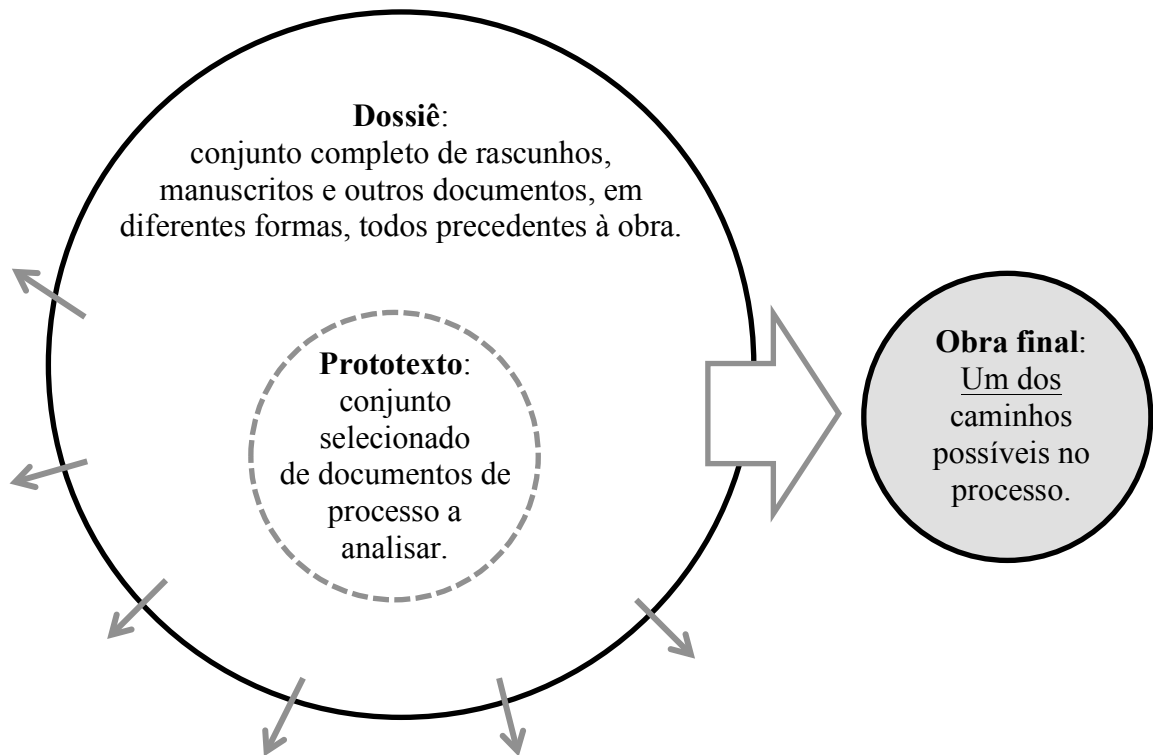 Dossiê:
conjunto completo de rascunhos,
manuscritos e outros documentos, em
diferentes formas, todos precedentes à obra.
Prototexto:
conjunto
selecionado
de documentos de
processo a
analisar.
Obra final:
Um dos
caminhos
possíveis no
processo.